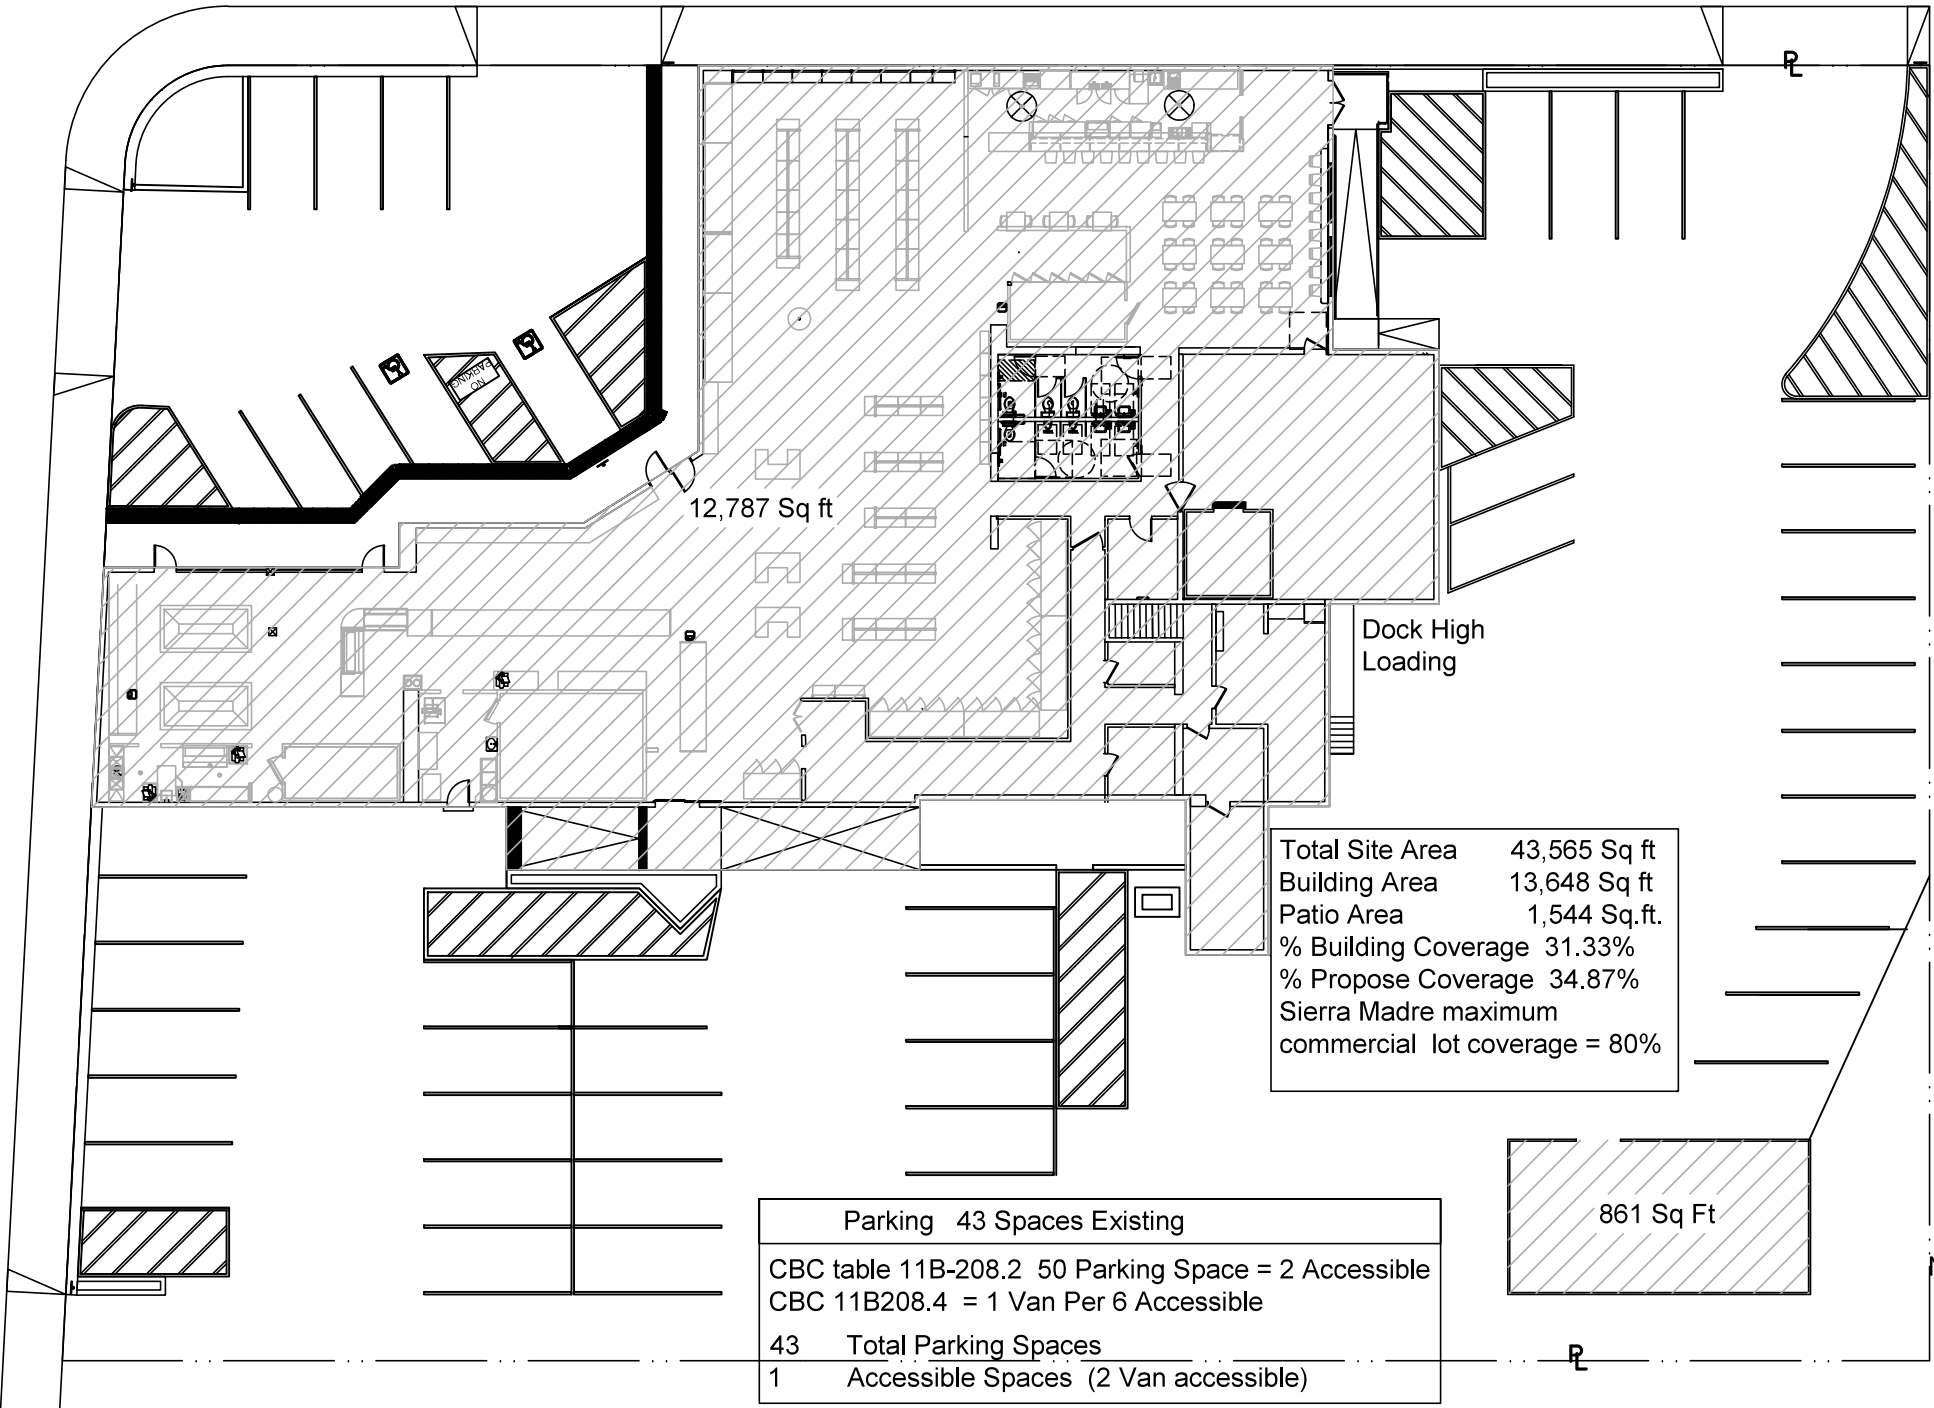 PL
NO
PARKING
12,787 Sq ft
Dock High
Loading
Total Site Area 43,565 Sq ft
Building Area 13,648 Sq ft
Patio Area 1,544 Sq.ft.
% Building Coverage 31.33%
% Propose Coverage 34.87%
Sierra Madre maximum
commercial lot coverage = 80%
861 Sq Ft
Parking 43 Spaces Existing
CBC table 11B-208.2 50 Parking Space = 2 Accessible
CBC 11B208.4 = 1 Van Per 6 Accessible
43 Total Parking Spaces
1 Accessible Spaces (2 Van accessible)
PL